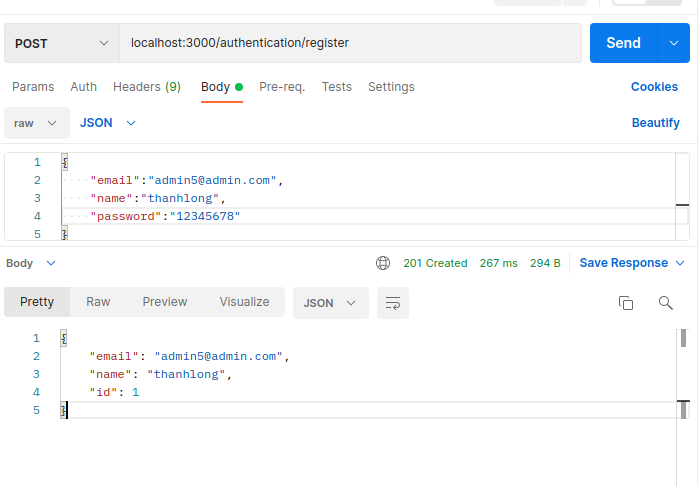 POST localhost:3000/authentication/register Send
Params Auth Headers (9) Body Pre-req. Tests Settings Cookies
raw JSON Beautify
1 {
2 "email":"admin5@admin.com",
3 "name":"thanhlong",
4 "password":"12345678"
5 }
Body 201 Created 267 ms 294 B Save Response
Pretty Raw Preview Visualize JSON
1 {
2 "email": "admin5@admin.com",
3 "name": "thanhlong",
4 "id": 1
5 }